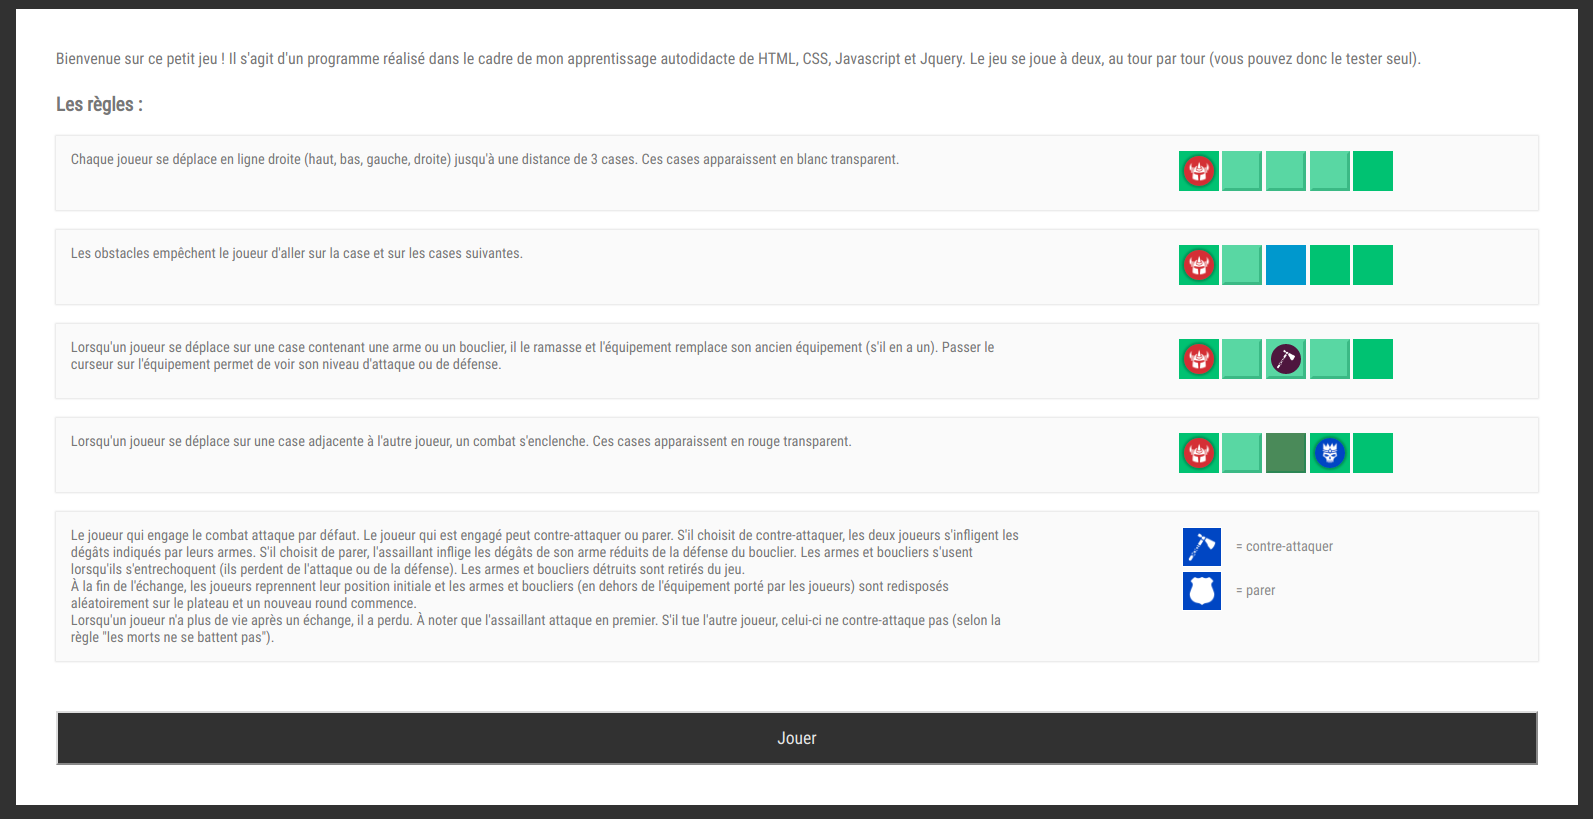 Bienvenue sur ce petit jeu ! Il s'agit d'un programme réalisé dans le cadre de mon apprentissage autodidacte de HTML, CSS, Javascript et Jquery. Le jeu se joue à deux, au tour par tour (vous pouvez donc le tester seul).
Les règles :
Chaque joueur se déplace en ligne droite (haut, bas, gauche, droite) jusqu'à une distance de 3 cases. Ces cases apparaissent en blanc transparent.
Les obstacles empêchent le joueur d'aller sur la case et sur les cases suivantes.
Lorsqu'un joueur se déplace sur une case contenant une arme ou un bouclier, il le ramasse et l'équipement remplace son ancien équipement (s'il en a un). Passer le
curseur sur l'équipement permet de voir son niveau d'attaque ou de défense.
Lorsqu'un joueur se déplace sur une case adjacente à l'autre joueur, un combat s'enclenche. Ces cases apparaissent en rouge transparent.
Le joueur qui engage le combat attaque par défaut. Le joueur qui est engagé peut contre-attaquer ou parer. S'il choisit de contre-attaquer, les deux joueurs s'infligent les
dégâts indiqués par leurs armes. S'il choisit de parer, l'assaillant inflige les dégâts de son arme réduits de la défense du bouclier. Les armes et boucliers s'usent
lorsqu'ils s'entrechoquent (ils perdent de l'attaque ou de la défense). Les armes et boucliers détruits sont retirés du jeu.
À la fin de l'échange, les joueurs reprennent leur position initiale et les armes et boucliers (en dehors de l'équipement porté par les joueurs) sont redisposés
aléatoirement sur le plateau et un nouveau round commence.
Lorsqu'un joueur n'a plus de vie après un échange, il a perdu. À noter que l'assaillant attaque en premier. S'il tue l'autre joueur, celui-ci ne contre-attaque pas (selon la
règle "les morts ne se battent pas").
= contre-attaquer
= parer
Jouer